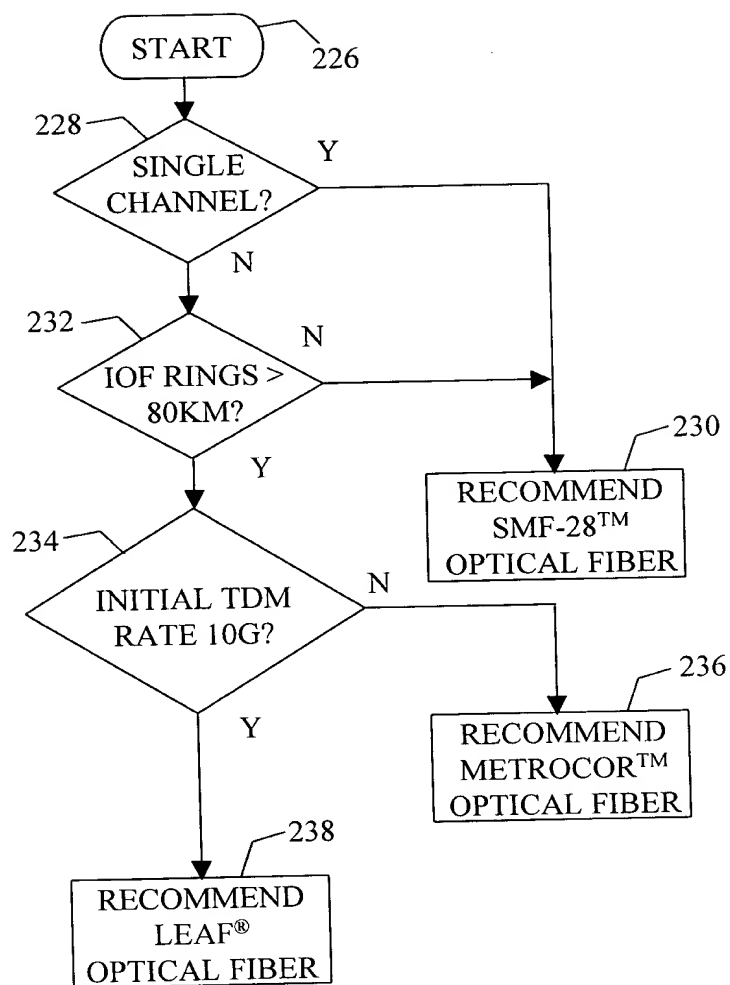 START
226
228
SINGLE
CHANNEL?
Y
N
232
IOF RINGS >
80KM?
N
Y
230
RECOMMEND
SMF-28™
OPTICAL FIBER
234
INITIAL TDM
RATE 10G?
N
Y
236
RECOMMEND
METROCOR™
OPTICAL FIBER
238
RECOMMEND
LEAF®
OPTICAL FIBER